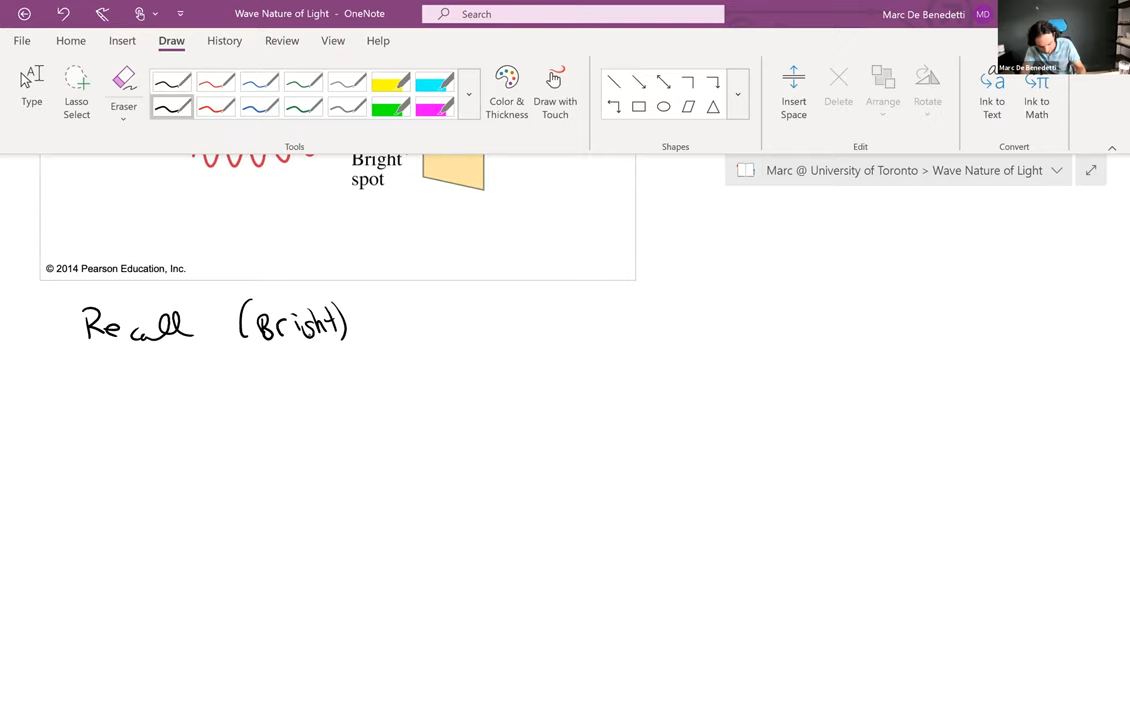 Wave Nature of Light - OneNote
Search
Marc De Benedetti
MD
Marc De Benedetti
File Home Insert Draw History Review View Help
Type
Lasso Select
Eraser
Color & Thickness
Draw with Touch
Insert Space
Delete
Arrange
Rotate
Ink to Text
Ink to Math
Tools
Shapes
Edit
Convert
Marc @ University of Toronto > Wave Nature of Light
Bright
spot
© 2014 Pearson Education, Inc.
Recall (Bright)